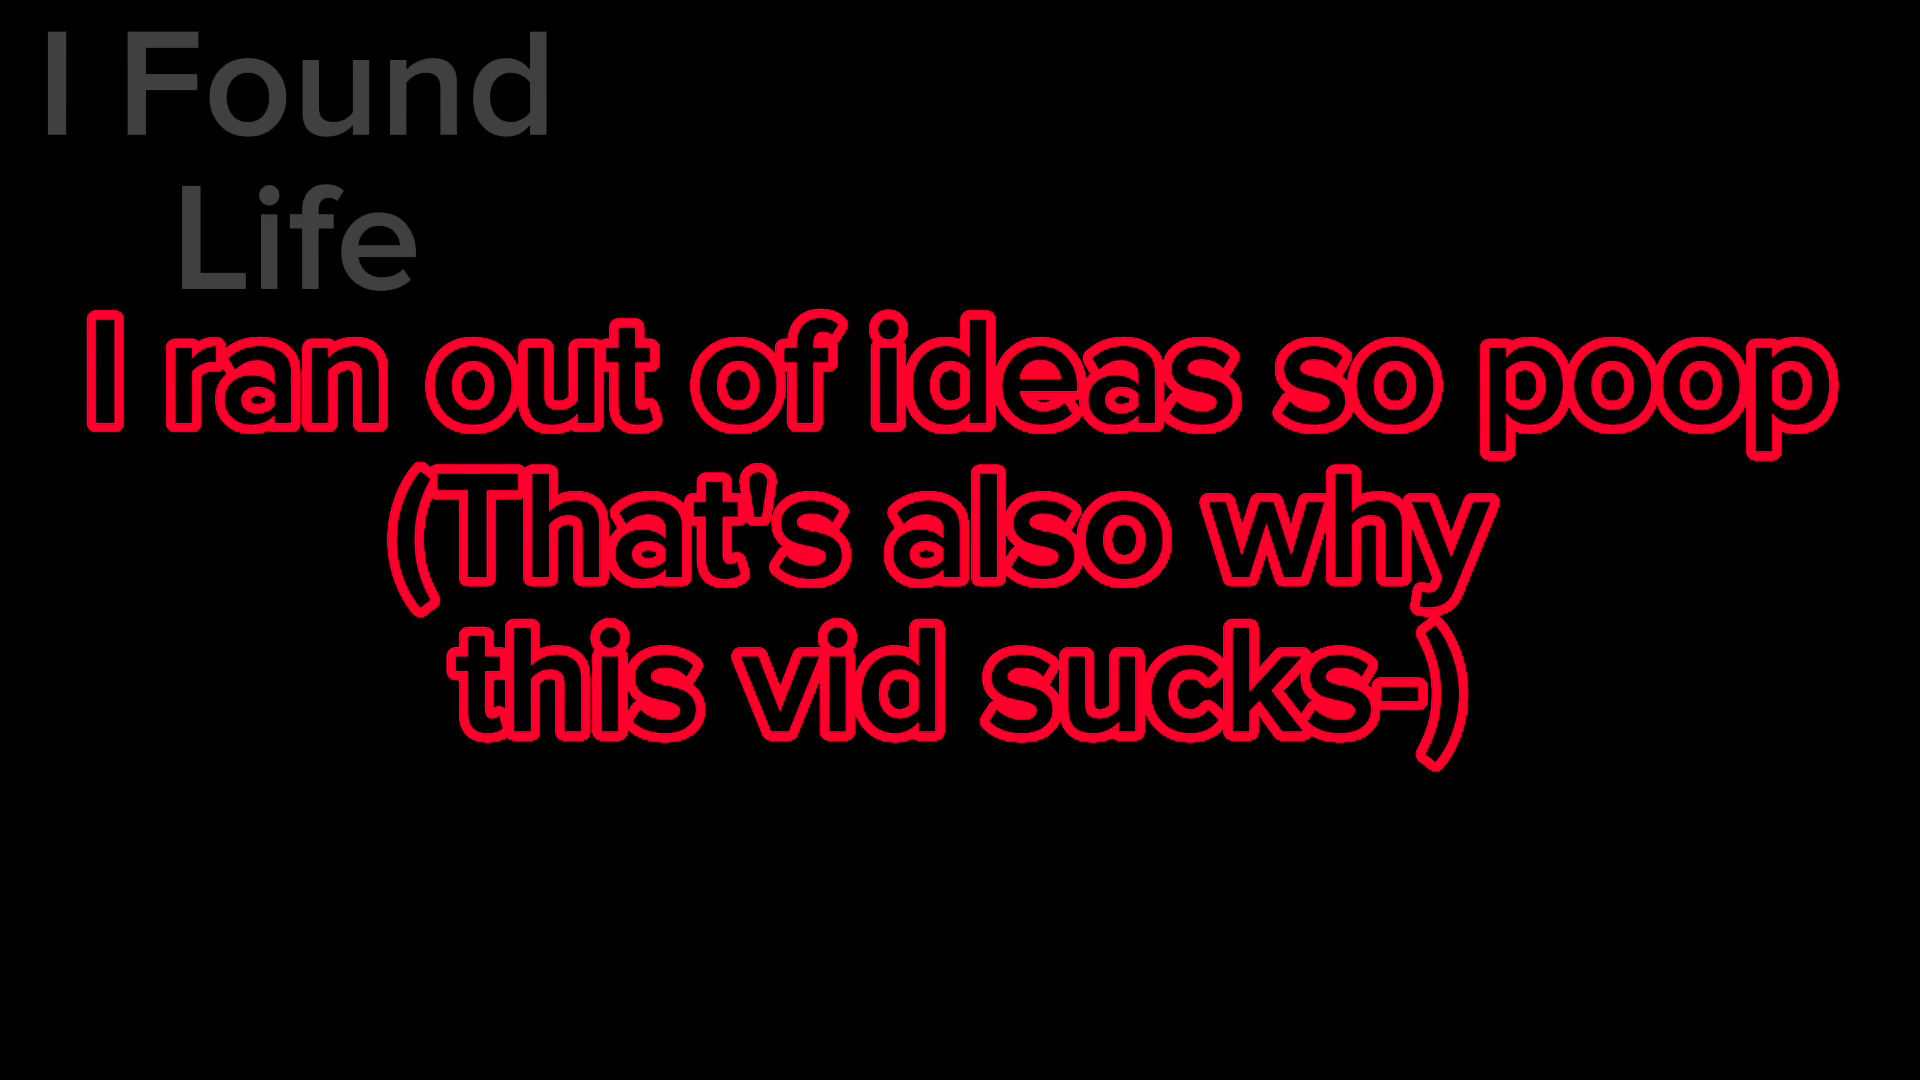 I Found
Life
I ran out of ideas so poop
(That's also why
this vid sucks-)